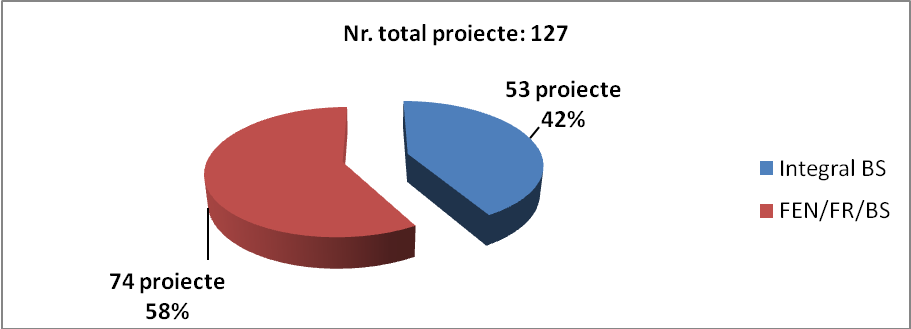 Nr. total proiecte: 127
53 proiecte
42%
Integral BS
FEN/FR/BS
74 proiecte
58%